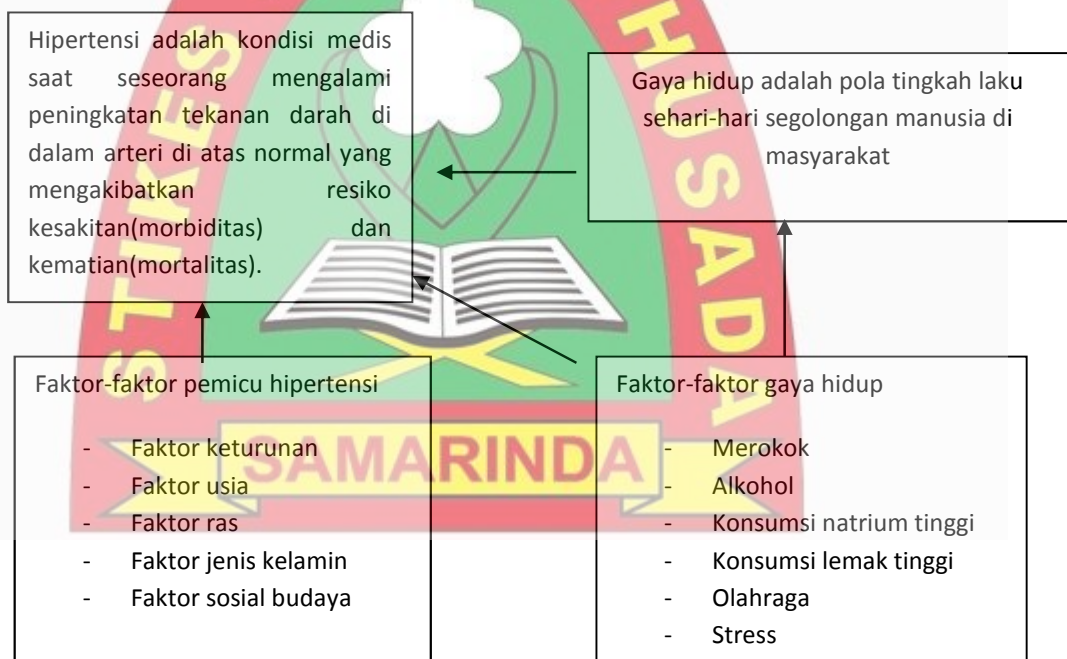 Hipertensi adalah kondisi medis
saat seseorang mengalami
peningkatan tekanan darah di
dalam arteri di atas normal yang
mengakibatkan resiko
kesakitan(morbiditas) dan
kematian(mortalitas).
Gaya hidup adalah pola tingkah laku
sehari-hari segolongan manusia di
masyarakat
Faktor-faktor pemicu hipertensi
- Faktor keturunan
- Faktor usia
- Faktor ras
- Faktor jenis kelamin
- Faktor sosial budaya
Faktor-faktor gaya hidup
- Merokok
- Alkohol
- Konsumsi natrium tinggi
- Konsumsi lemak tinggi
- Olahraga
- Stress
STIKES
HUSADA
SAMARINDA